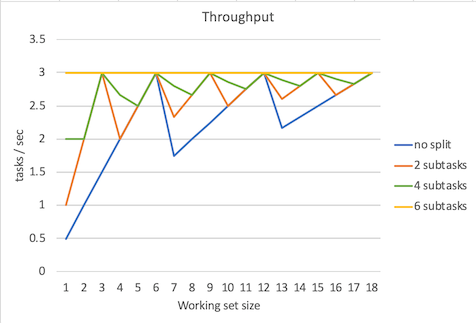 Throughput
3.5
3
2.5
2
1.5
1
0.5
0
tasks / sec
1 2 3 4 5 6 7 8 9 10 11 12 13 14 15 16 17 18
Working set size
no split
2 subtasks
4 subtasks
6 subtasks